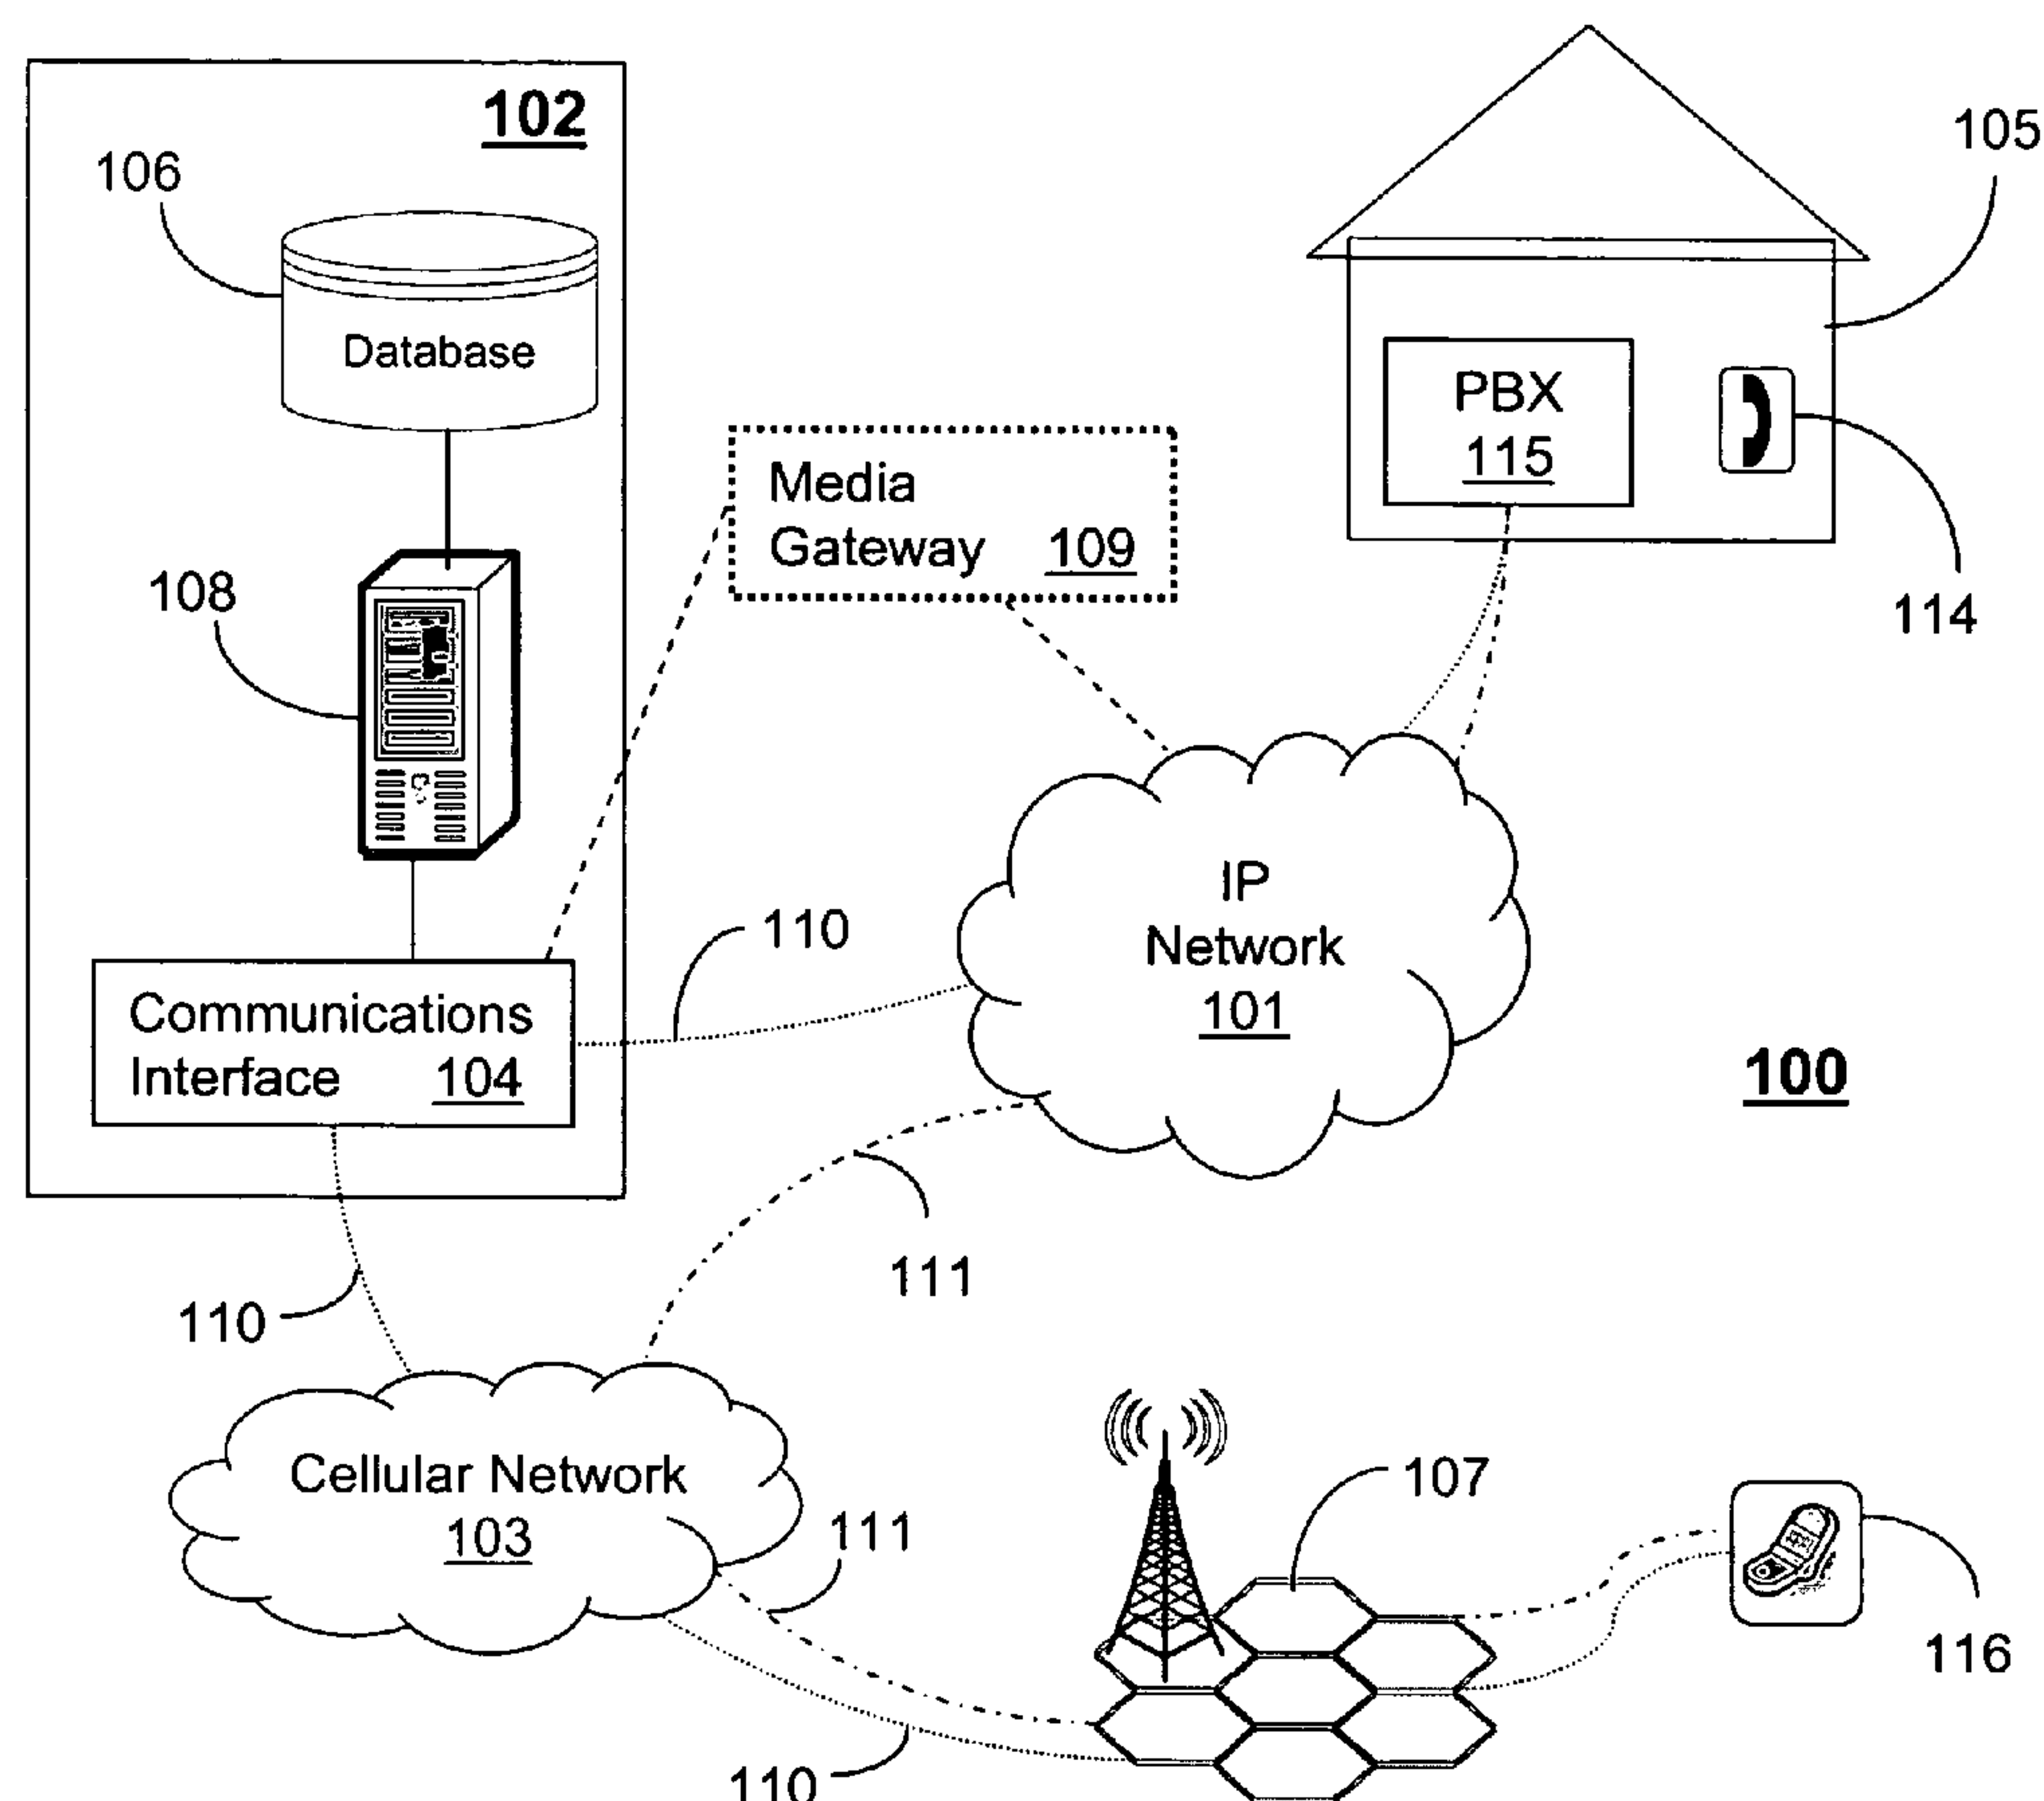 102
105
106
Database
PBX
115
Media
Gateway 109
108
114
110
IP
Network
101
Communications
Interface 104
100
111
110
Cellular Network
103
107
111
116
110